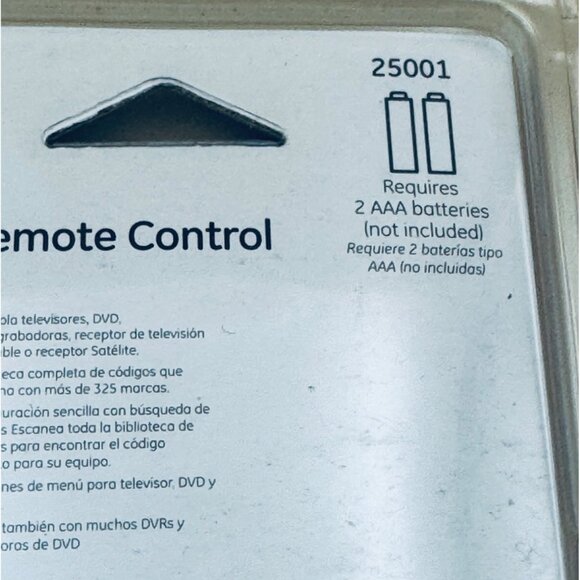 25001
Requires
2 AAA batteries
(not included)
Requiere 2 baterías tipo
AAA (no incluidas)
emote Control
ola televisores, DVD,
grabadoras, receptor de televisión
ble o receptor Satélite.
eca completa de códigos que
na con más de 325 marcas.
uración sencilla con búsqueda de
s Escanea toda la biblioteca de
s para encontrar el código
o para su equipo.
nes de menú para televisor, DVD y
también con muchos DVRs y
oras de DVD